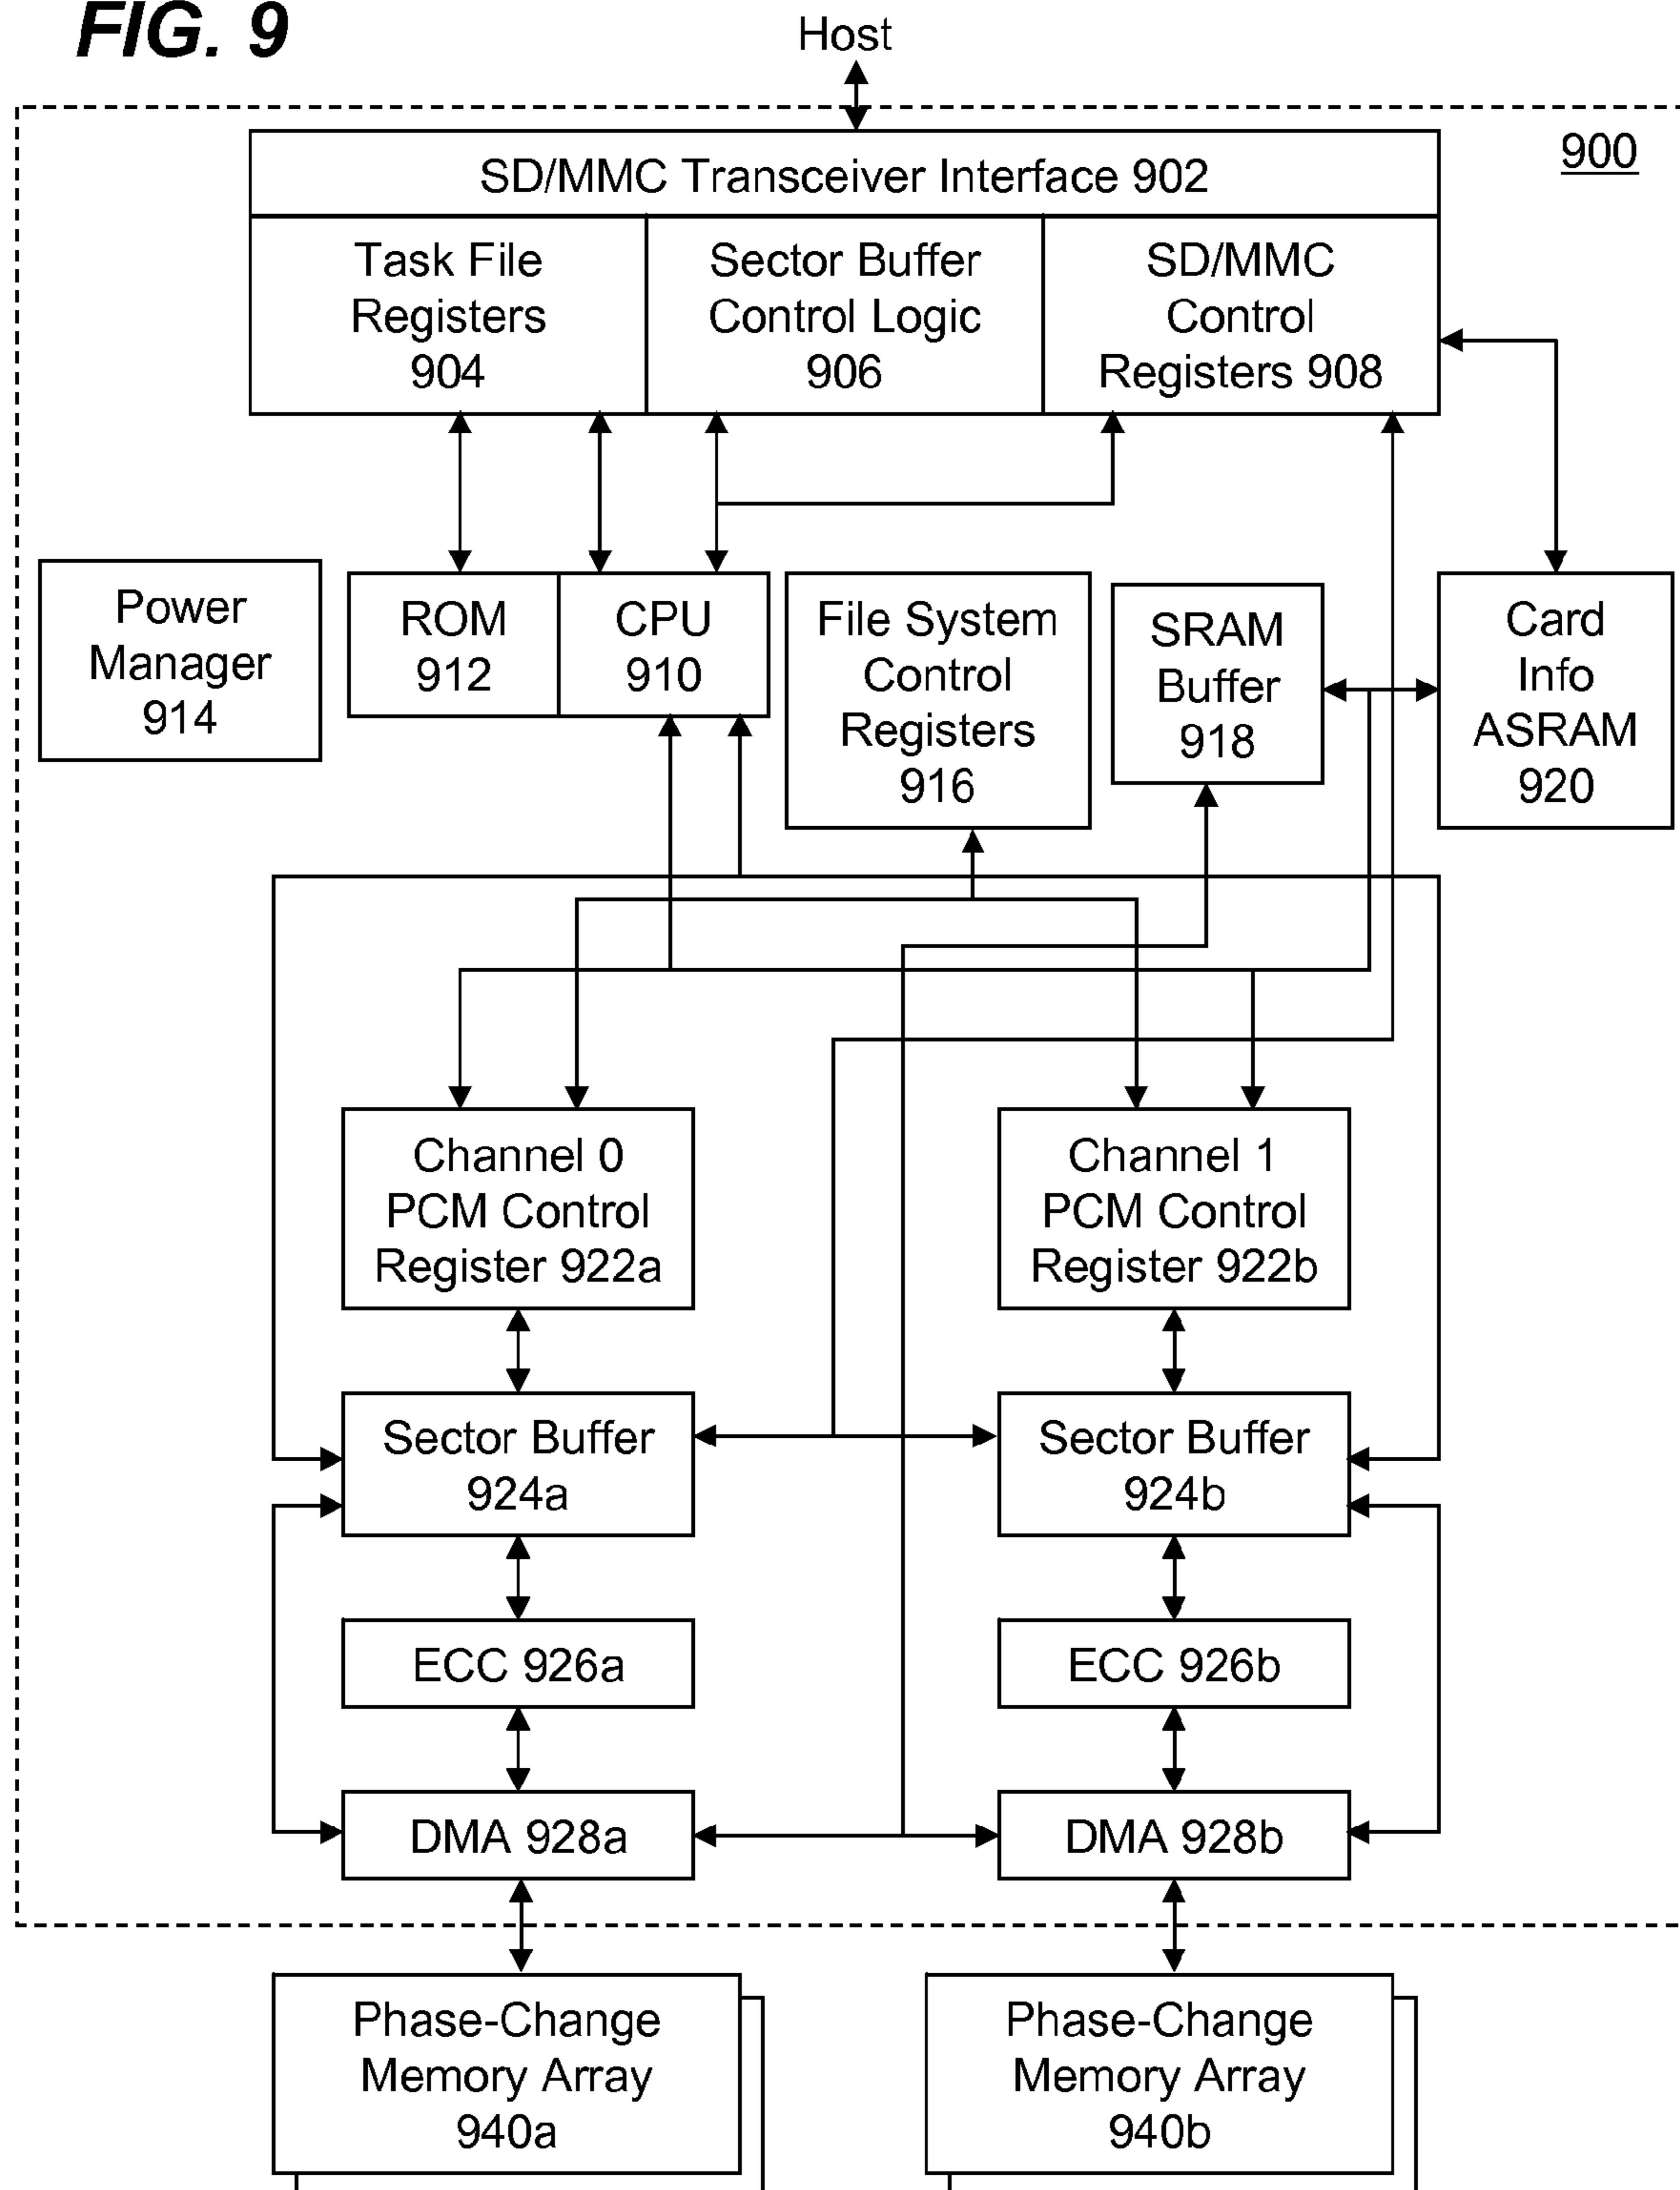 FIG. 9
Host
900
SD/MMC Transceiver Interface 902
Task File
Registers
904
Sector Buffer
Control Logic
906
SD/MMC
Control
Registers 908
Power
Manager
914
ROM
912
CPU
910
File System
Control
Registers
916
SRAM
Buffer
918
Card
Info
ASRAM
920
Channel 0
PCM Control
Register 922a
Channel 1
PCM Control
Register 922b
Sector Buffer
924a
Sector Buffer
924b
ECC 926a
ECC 926b
DMA 928a
DMA 928b
Phase-Change
Memory Array
940a
Phase-Change
Memory Array
940b